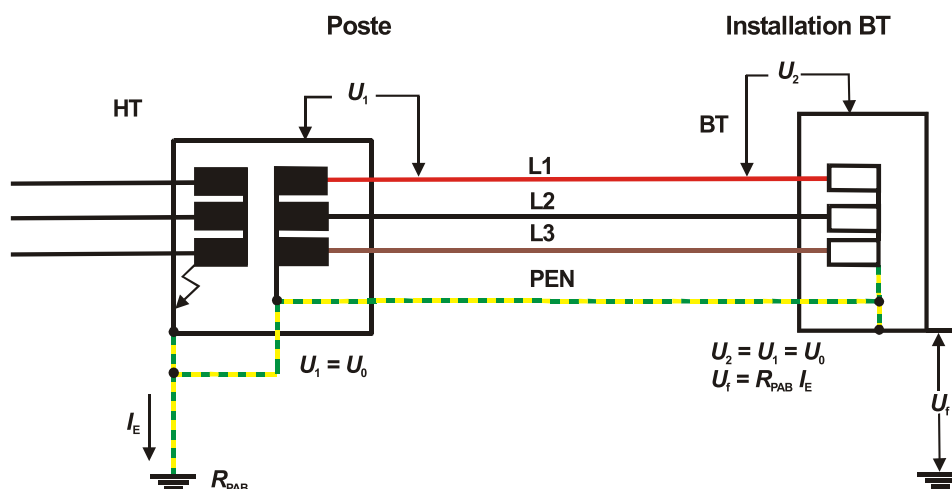 Poste
Installation BT
U1
U2
HT
BT
L1
L2
L3
PEN
U1 = U0
U2 = U1 = U0
Uf = RPAB IE
IE
Uf
RPAB